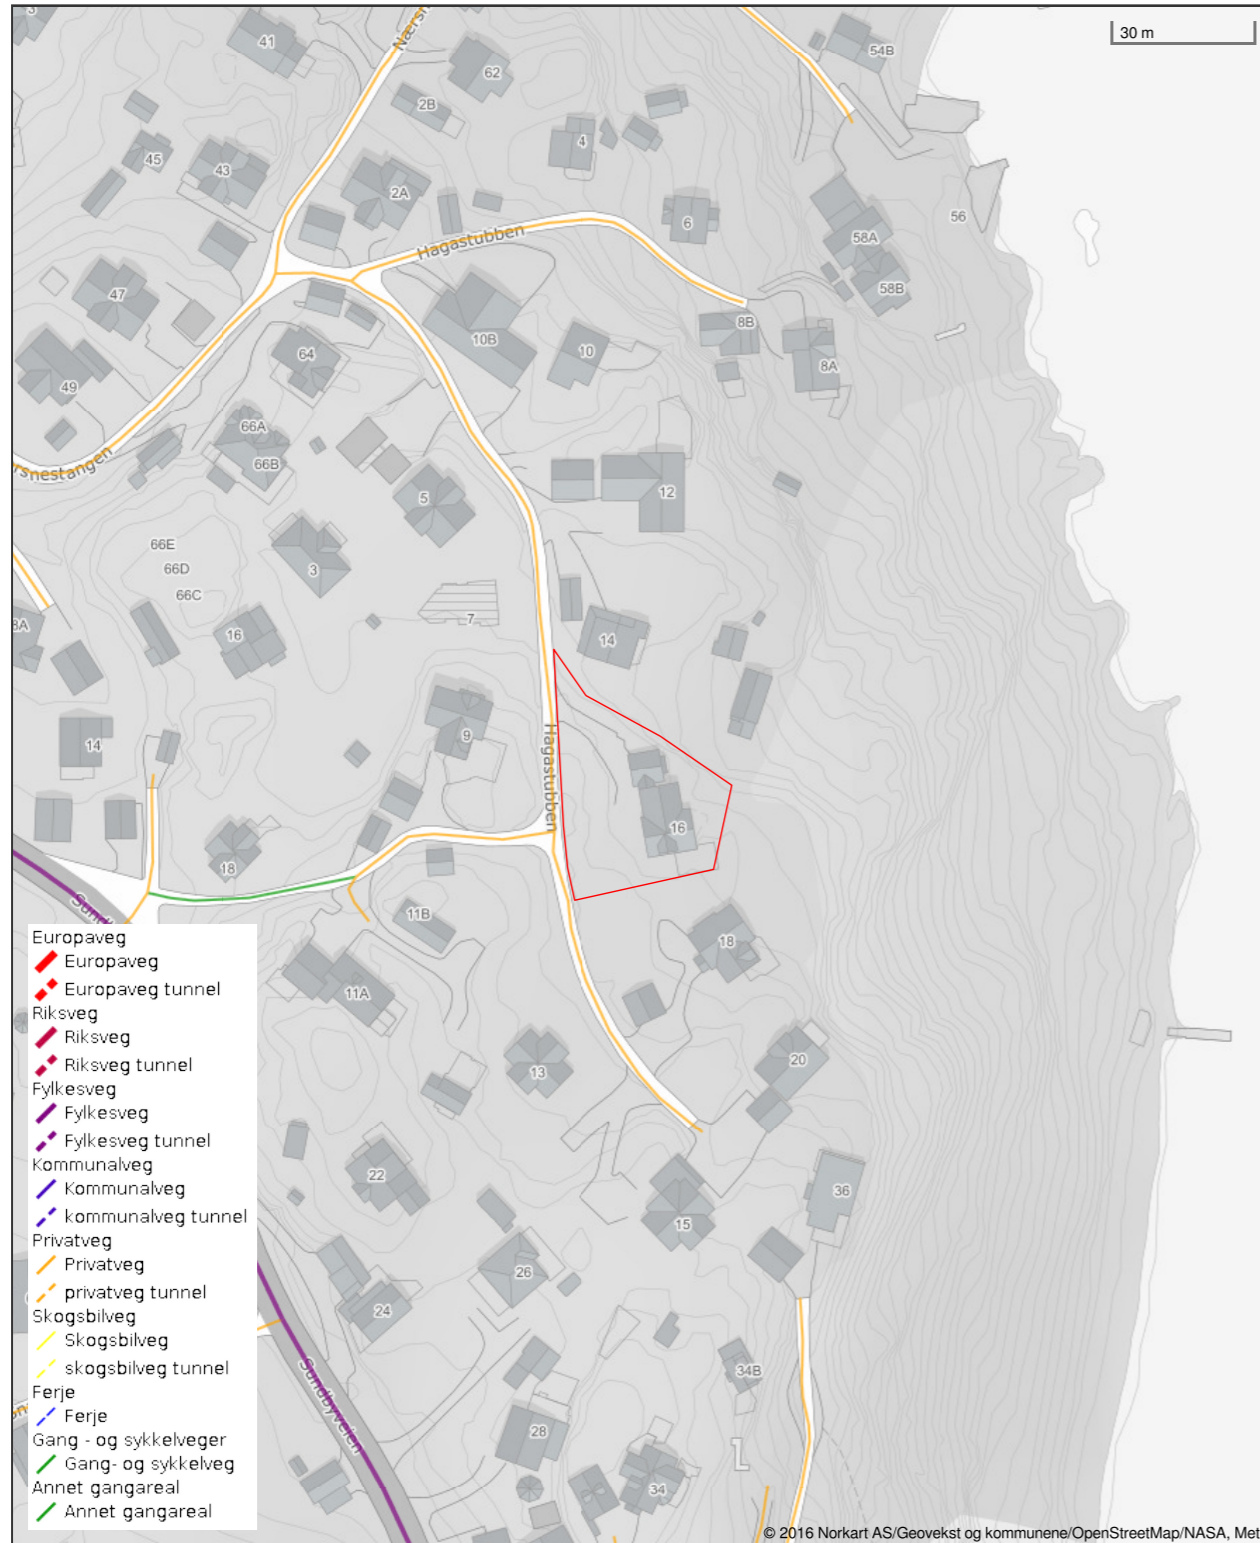 30 m
41
Nærsn
62
54B
2B
4
45
43
2A
6
56
Hagastubben
58A
58B
47
10B
10
8B
8A
64
49
66A
66B
rsnestangen
5
12
66E
66D
66C
3
7
8A
16
14
9
14
Hagastubben
16
18
Sundb
11B
18
11A
13
20
22
15
36
26
24
34B
Sundbyveien
28
34
Europaveg
Europaveg
Europaveg tunnel
Riksveg
Riksveg
Riksveg tunnel
Fylkesveg
Fylkesveg
Fylkesveg tunnel
Kommunalveg
Kommunalveg
kommunalveg tunnel
Privatveg
Privatveg
privatveg tunnel
Skogsbilveg
Skogsbilveg
skogsbilveg tunnel
Ferje
Ferje
Gang - og sykkelveger
Gang- og sykkelveg
Annet gangareal
Annet gangareal
© 2016 Norkart AS/Geovekst og kommunene/OpenStreetMap/NASA, Met